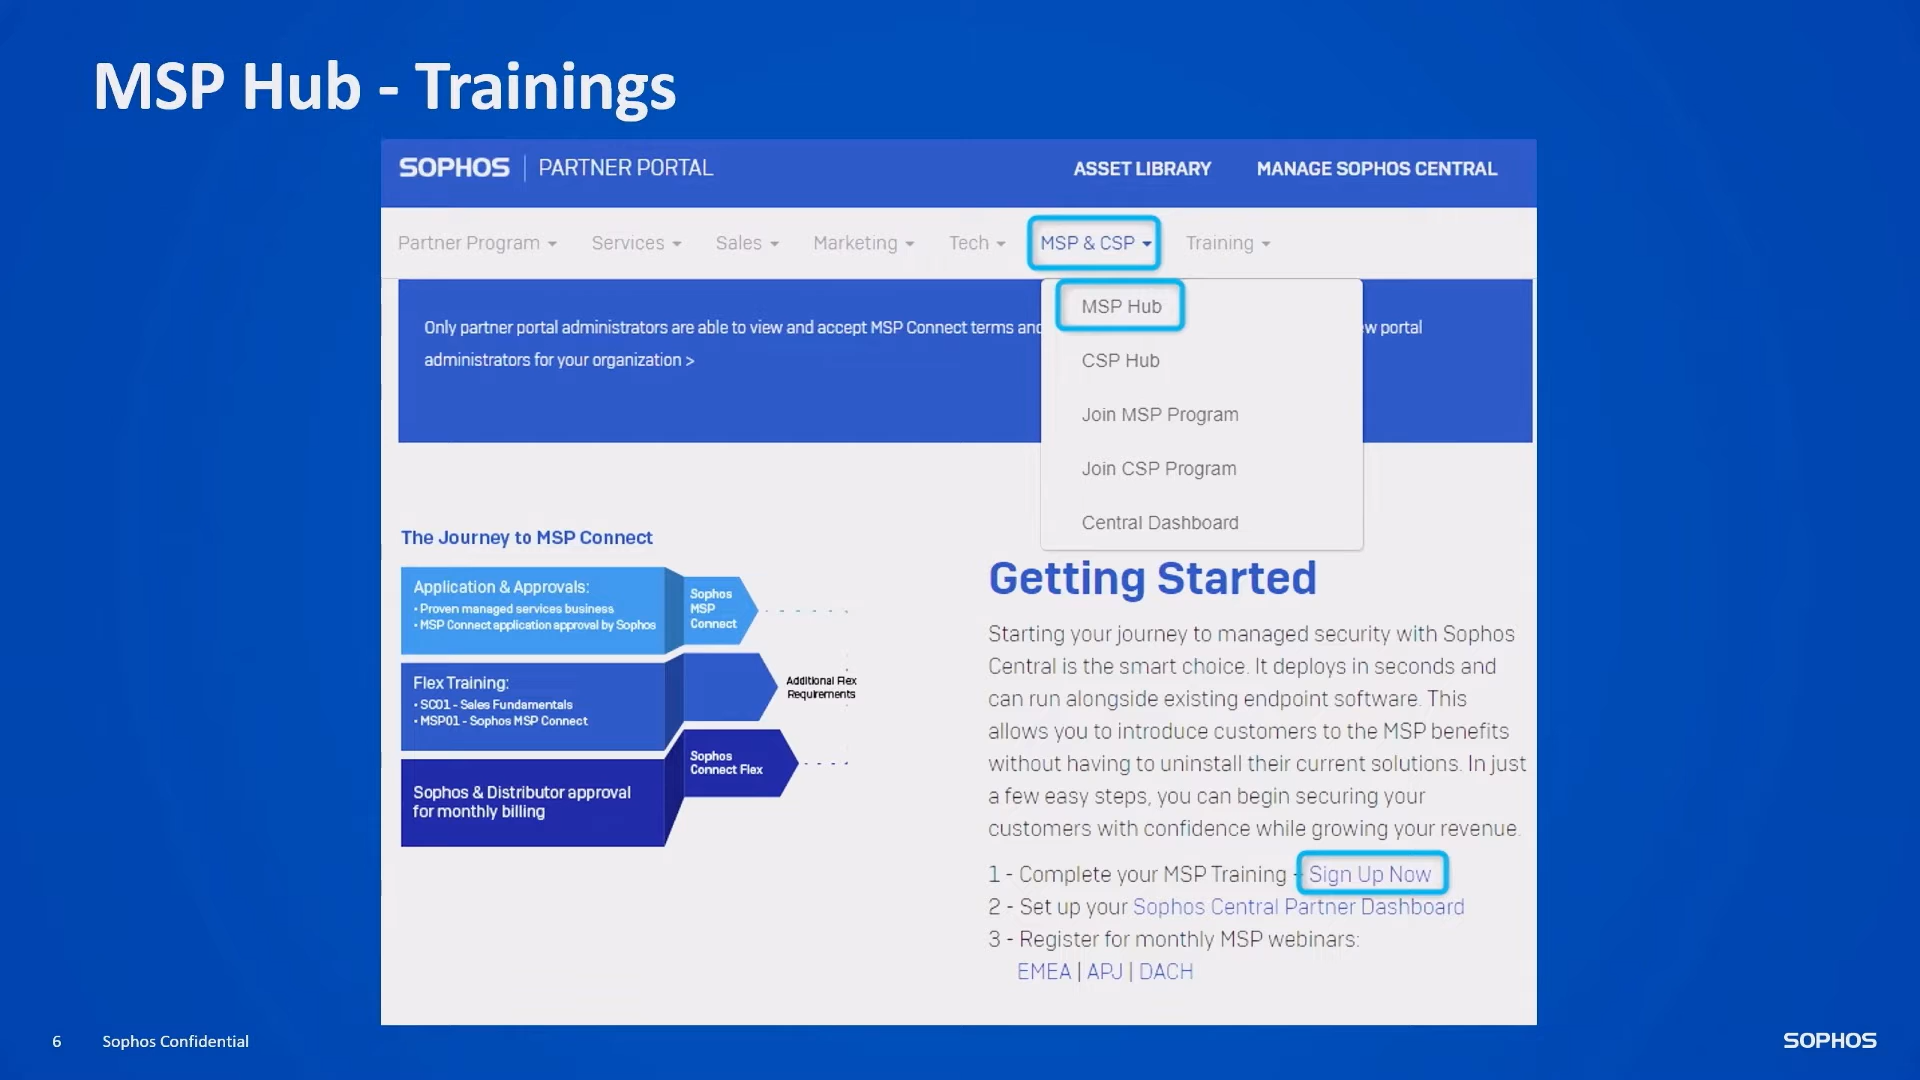 MSP Hub - Trainings
SOPHOS | PARTNER PORTAL
ASSET LIBRARY
MANAGE SOPHOS CENTRAL
Partner Program
Services
Sales
Marketing
Tech
MSP & CSP
Training
MSP Hub
CSP Hub
Join MSP Program
Join CSP Program
Central Dashboard
Only partner portal administrators are able to view and accept MSP Connect terms
portal
administrators for your organization >
The Journey to MSP Connect
Application & Approvals:
• Proven managed services business
• MSP Connect application approval by Sophos
Sophos
MSP
Connect
Flex Training:
• SC01 - Sales Fundamentals
• MSP01 - Sophos MSP Connect
Additional Flex
Requirements
Sophos & Distributor approval
for monthly billing
Sophos
Connect Flex
Getting Started
Starting your journey to managed security with Sophos
Central is the smart choice. It deploys in seconds and
can run alongside existing endpoint software. This
allows you to introduce customers to the MSP benefits
without having to uninstall their current solutions. In just
a few easy steps, you can begin securing your
customers with confidence while growing your revenue.
1 - Complete your MSP Training - Sign Up Now
2 - Set up your Sophos Central Partner Dashboard
3 - Register for monthly MSP webinars:
EMEA | APJ | DACH
6
Sophos Confidential
SOPHOS